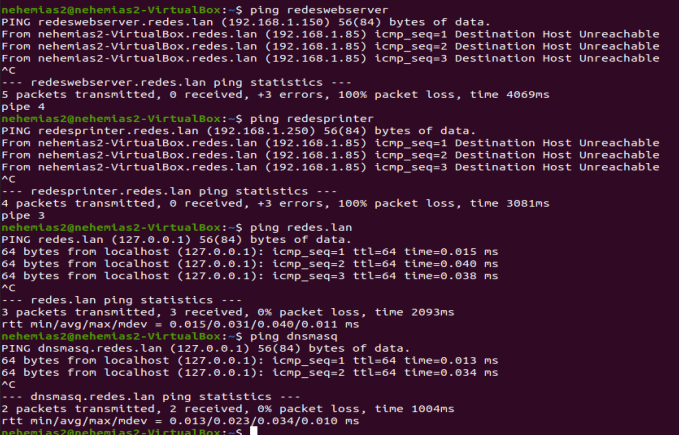 nehemias2@nehemias2-VirtualBox:~$ ping redeswebserver
PING redeswebserver.redes.lan (192.168.1.150) 56(84) bytes of data.
From nehemias2-VirtualBox.redes.lan (192.168.1.85) icmp_seq=1 Destination Host Unreachable
From nehemias2-VirtualBox.redes.lan (192.168.1.85) icmp_seq=2 Destination Host Unreachable
From nehemias2-VirtualBox.redes.lan (192.168.1.85) icmp_seq=3 Destination Host Unreachable
^C
--- redeswebserver.redes.lan ping statistics ---
5 packets transmitted, 0 received, +3 errors, 100% packet loss, time 4069ms
pipe 4
nehemias2@nehemias2-VirtualBox:~$ ping redesprinter
PING redesprinter.redes.lan (192.168.1.250) 56(84) bytes of data.
From nehemias2-VirtualBox.redes.lan (192.168.1.85) icmp_seq=1 Destination Host Unreachable
From nehemias2-VirtualBox.redes.lan (192.168.1.85) icmp_seq=2 Destination Host Unreachable
From nehemias2-VirtualBox.redes.lan (192.168.1.85) icmp_seq=3 Destination Host Unreachable
^C
--- redesprinter.redes.lan ping statistics ---
4 packets transmitted, 0 received, +3 errors, 100% packet loss, time 3081ms
pipe 3
nehemias2@nehemias2-VirtualBox:~$ ping redes.lan
PING redes.lan (127.0.0.1) 56(84) bytes of data.
64 bytes from localhost (127.0.0.1): icmp_seq=1 ttl=64 time=0.015 ms
64 bytes from localhost (127.0.0.1): icmp_seq=2 ttl=64 time=0.040 ms
64 bytes from localhost (127.0.0.1): icmp_seq=3 ttl=64 time=0.038 ms
^C
--- redes.lan ping statistics ---
3 packets transmitted, 3 received, 0% packet loss, time 2093ms
rtt min/avg/max/mdev = 0.015/0.031/0.040/0.011 ms
nehemias2@nehemias2-VirtualBox:~$ ping dnsmasq
PING dnsmasq.redes.lan (127.0.0.1) 56(84) bytes of data.
64 bytes from localhost (127.0.0.1): icmp_seq=1 ttl=64 time=0.013 ms
64 bytes from localhost (127.0.0.1): icmp_seq=2 ttl=64 time=0.034 ms
^C
--- dnsmasq.redes.lan ping statistics ---
2 packets transmitted, 2 received, 0% packet loss, time 1004ms
rtt min/avg/max/mdev = 0.013/0.023/0.034/0.010 ms
nehemias2@nehemias2-VirtualBox:~$